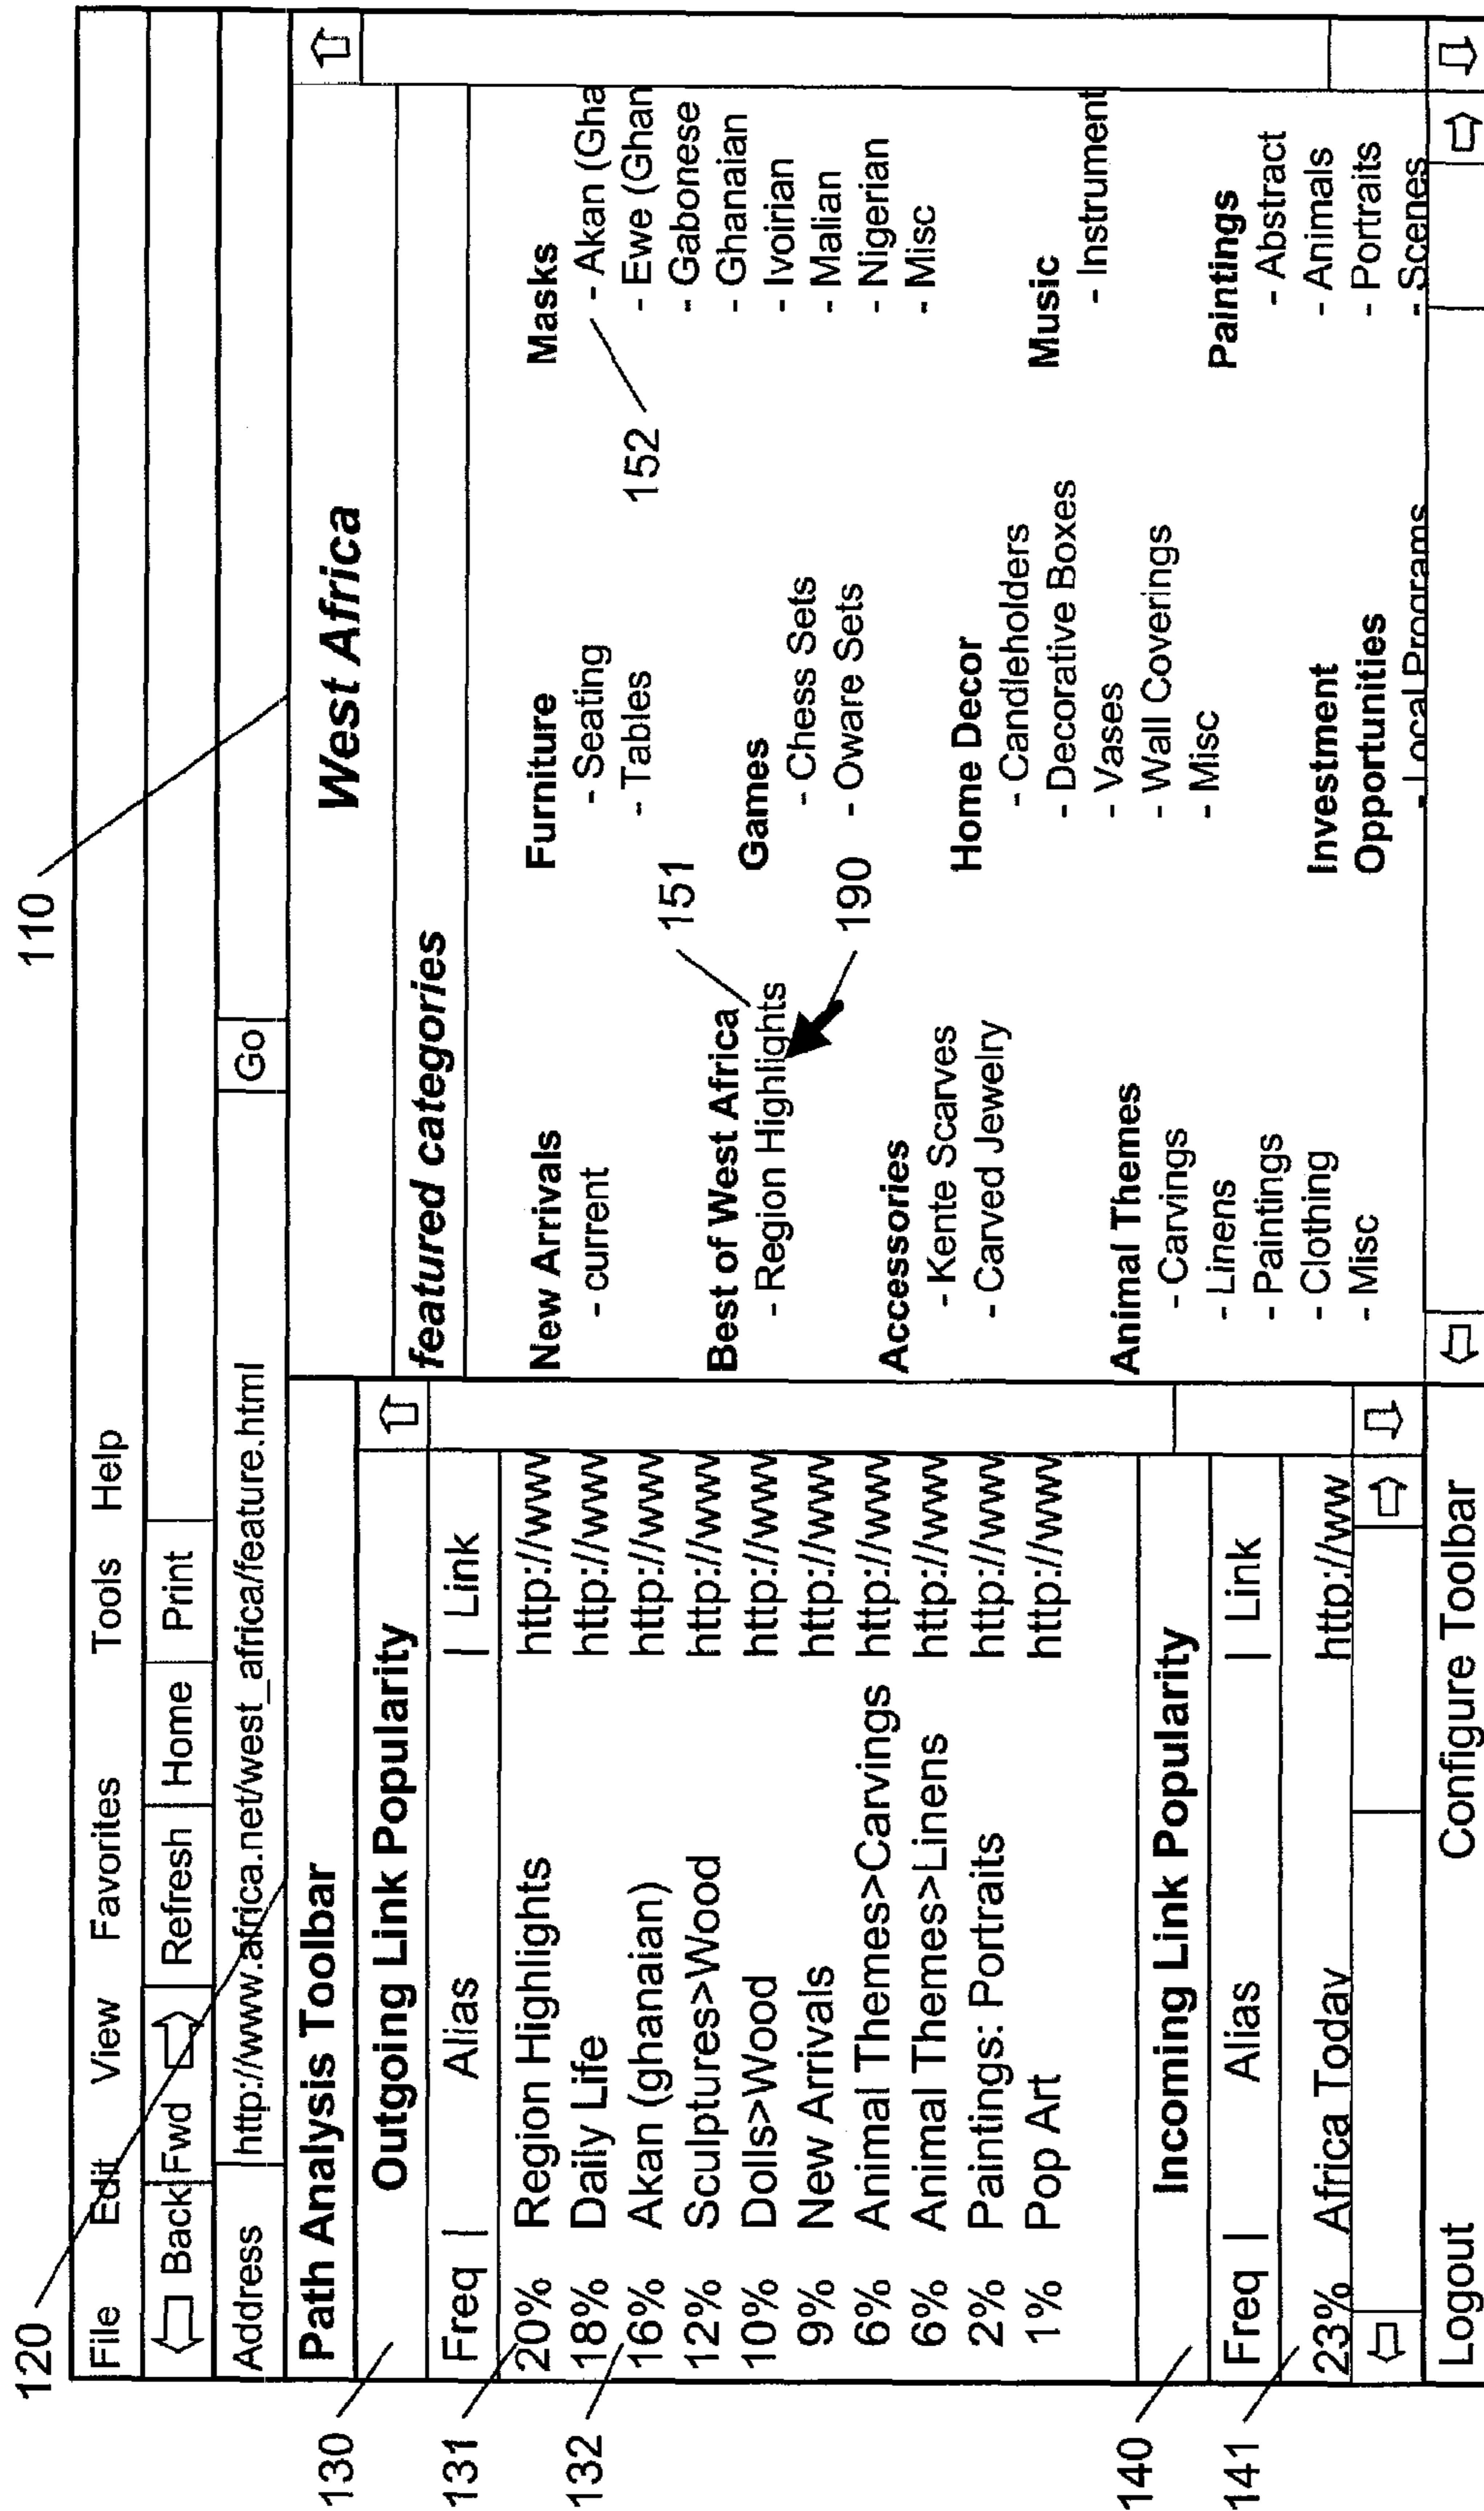 120
110
File Edit View Favorites Tools Help
Back Fwd Refresh Home Print
Address http://www.africa.net/west_africa/feature.html Go
Path Analysis Toolbar
130
Outgoing Link Popularity
Freq | Alias | Link
131
20% Region Highlights http://www
18% Daily Life http://www
132
16% Akan (ghanaian) http://www
12% Sculptures>Wood http://www
10% Dolls>Wood http://www
9% New Arrivals http://www
6% Animal Themes>Carvings http://www
6% Animal Themes>Linens http://www
2% Paintings: Portraits http://www
1% Pop Art http://www
140
Incoming Link Popularity
Freq | Alias | Link
141
23% Africa Today http://ww
Logout Configure Toolbar
West Africa
featured categories
New Arrivals
- current
Best of West Africa
- Region Highlights
151
190
Accessories
- Kente Scarves
- Carved Jewelry
Animal Themes
- Carvings
- Linens
- Paintings
- Clothing
- Misc
Furniture
- Seating
- Tables
Games
- Chess Sets
- Oware Sets
Home Decor
- Candleholders
- Decorative Boxes
- Vases
- Wall Coverings
- Misc
Investment
Opportunities
- Local Programs
Masks
152
- Akan (Gha
- Ewe (Ghan
- Gabonese
- Ghanaian
- Ivoirian
- Malian
- Nigerian
- Misc
Music
- Instrument
Paintings
- Abstract
- Animals
- Portraits
- Scenes